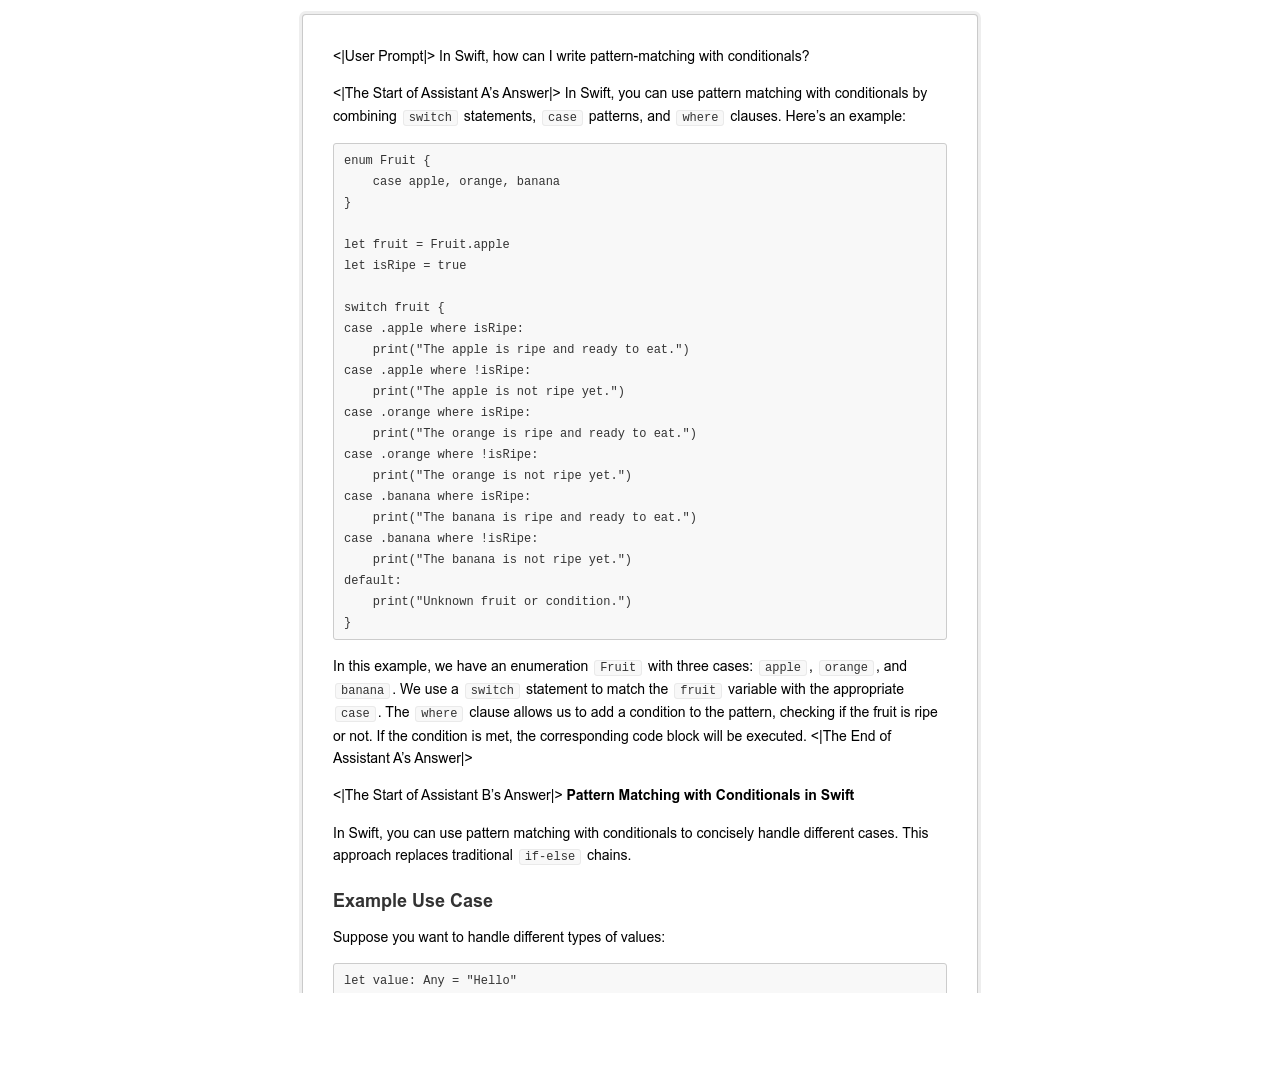 <|User Prompt|> In Swift, how can I write pattern-matching with conditionals?
<|The Start of Assistant A’s Answer|> In Swift, you can use pattern matching with conditionals by
combining switch statements, case patterns, and where clauses. Here’s an example:
enum Fruit {
    case apple, orange, banana
}
let fruit = Fruit.apple
let isRipe = true
switch fruit {
case .apple where isRipe:
    print("The apple is ripe and ready to eat.")
case .apple where !isRipe:
    print("The apple is not ripe yet.")
case .orange where isRipe:
    print("The orange is ripe and ready to eat.")
case .orange where !isRipe:
    print("The orange is not ripe yet.")
case .banana where isRipe:
    print("The banana is ripe and ready to eat.")
case .banana where !isRipe:
    print("The banana is not ripe yet.")
default:
    print("Unknown fruit or condition.")
}
In this example, we have an enumeration Fruit with three cases: apple, orange, and
banana. We use a switch statement to match the fruit variable with the appropriate
case. The where clause allows us to add a condition to the pattern, checking if the fruit is ripe
or not. If the condition is met, the corresponding code block will be executed. <|The End of
Assistant A’s Answer|>
<|The Start of Assistant B’s Answer|> Pattern Matching with Conditionals in Swift
In Swift, you can use pattern matching with conditionals to concisely handle different cases. This
approach replaces traditional if-else chains.
Example Use Case
Suppose you want to handle different types of values:
let value: Any = "Hello"